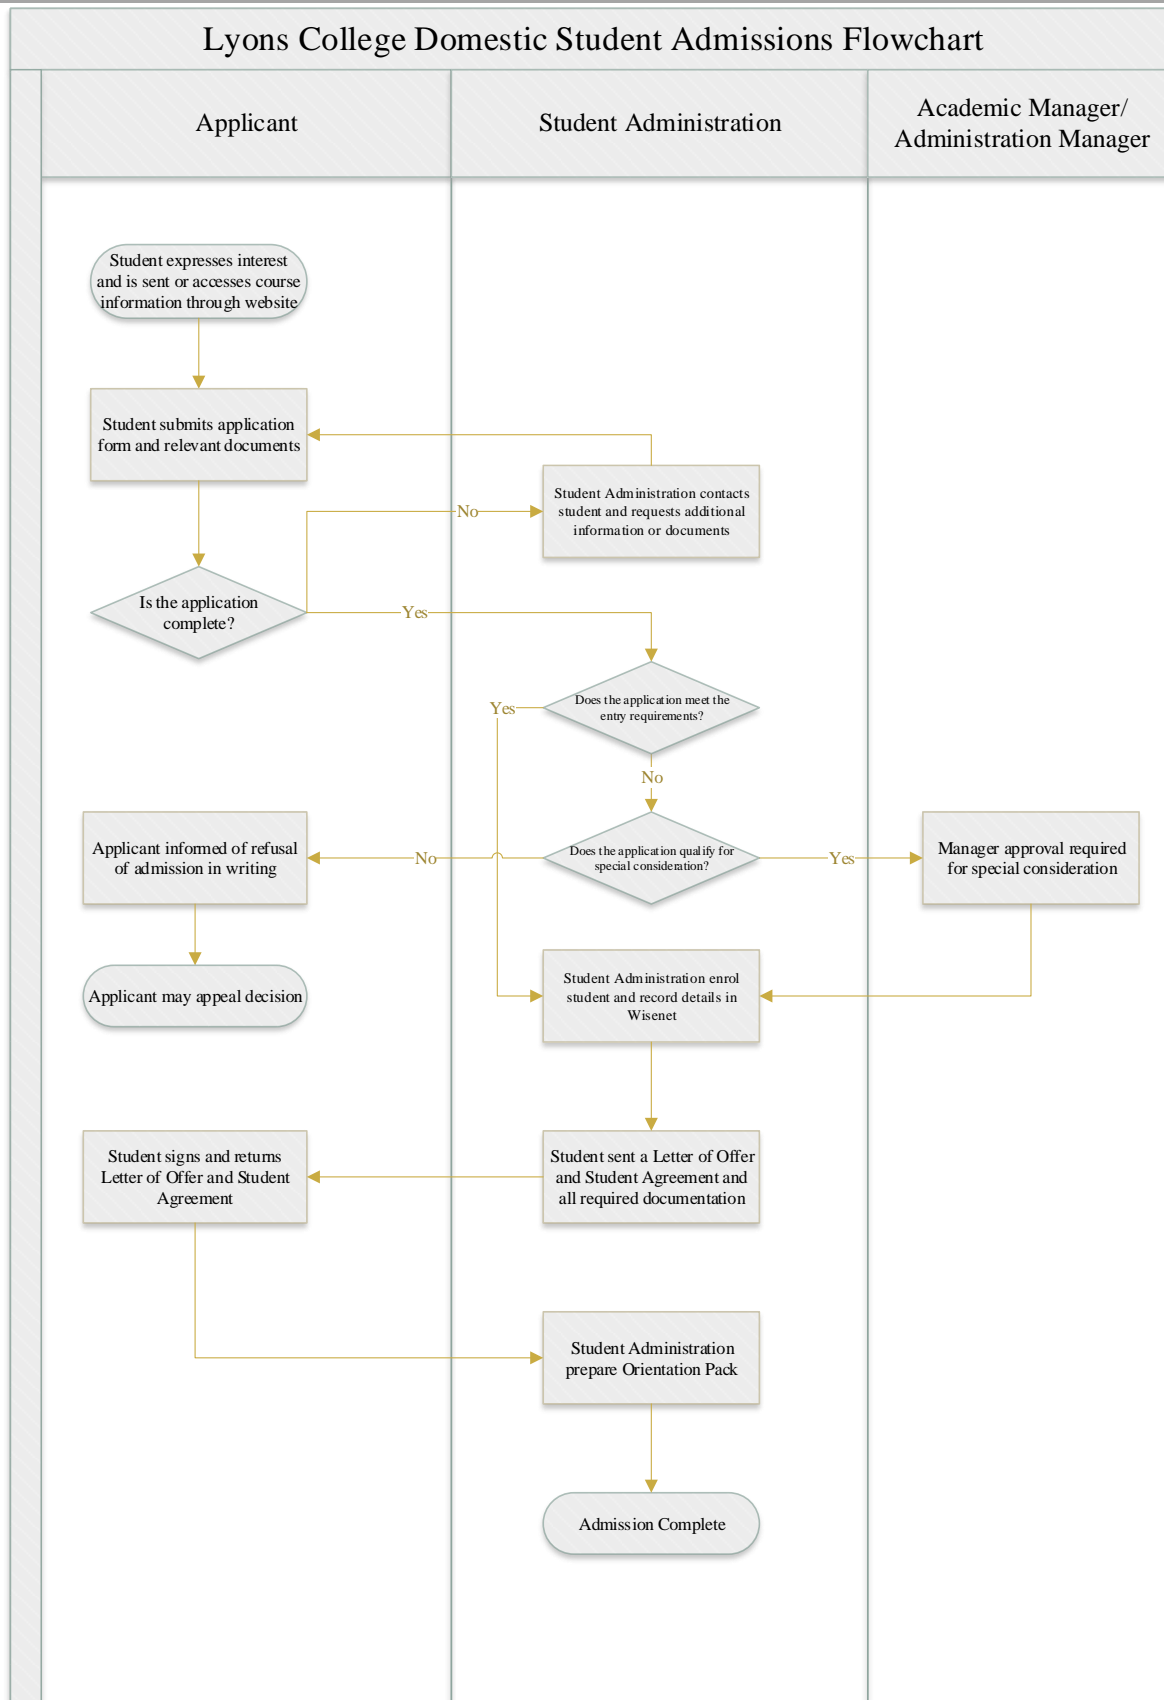 Lyons College Domestic Student Admissions Flowchart
Applicant
Student Administration
Academic Manager/
Administration Manager
Student expresses interest
and is sent or accesses course
information through website
Student submits application
form and relevant documents
Student Administration contacts
student and requests additional
information or documents
No
Is the application
complete?
Yes
Does the application meet the
entry requirements?
Yes
No
Applicant informed of refusal
of admission in writing
No
Does the application qualify for
special consideration?
Yes
Manager approval required
for special consideration
Applicant may appeal decision
Student Administration enrol
student and record details in
Wisenet
Student signs and returns
Letter of Offer and Student
Agreement
Student sent a Letter of Offer
and Student Agreement and
all required documentation
Student Administration
prepare Orientation Pack
Admission Complete